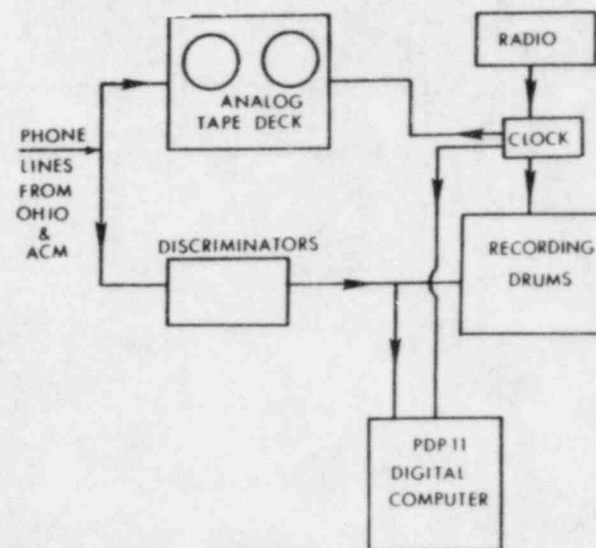 RADIO
ANALOG
TAPE DECK
CLOCK
PHONE
LINES
FROM
OHIO
&
ACM
DISCRIMINATORS
RECORDING
DRUMS
PDP 11
DIGITAL
COMPUTER